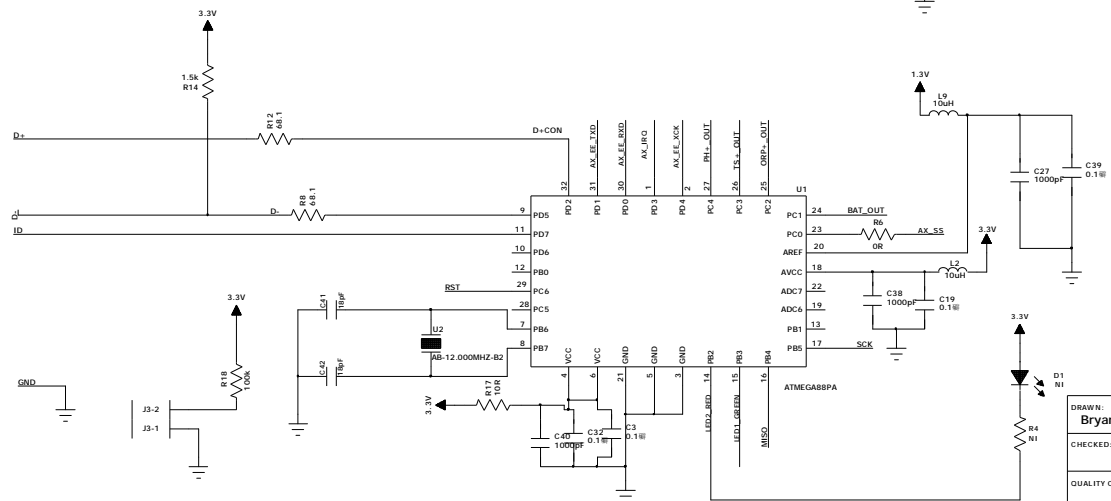 3.3V
1.5k
R14
1.3V
L9
10uH
D+
R12
68.1
D+CON
AX_EE_TXD
AX_EE_RXD
AX_IRQ
AX_EE_XCK
PH+_OUT
TS+_OUT
ORP+_OUT
C27
1000pF
C39
0.1
32
31
30
1
2
27
26
25
U1
PD2
PD1
PD0
PD3
PD4
PC4
PC3
PC2
D-
D-
R8
68.1
9
PD5
PC1
24
BAT_OUT
ID
11
PD7
PC0
23
R6
0R
AX_SS
10
PD6
AREF
20
3.3V
12
PB0
AVCC
18
L2
10uH
RST
29
PC6
ADC7
22
28
PC5
ADC6
19
C38
1000pF
C19
0.1
3.3V
C41
18pF
7
PB6
PB1
13
U2
8
PB7
PB5
17
SCK
AB-12.000MHZ-B2
3.3V
C42
18pF
VCC
VCC
GND
GND
GND
PB2
PB3
PB4
4
6
21
5
3
14
15
16
ATMEGA88PA
R18
100k
GND
3.3V
R17
10R
D1
NI
J3-2
J3-1
C40
1000pF
C32
0.1
C3
0.1
LED2_RED
LED1_GREEN
MISO
R4
NI
DRAWN:
Bryan
CHECKED:
QUALITY C